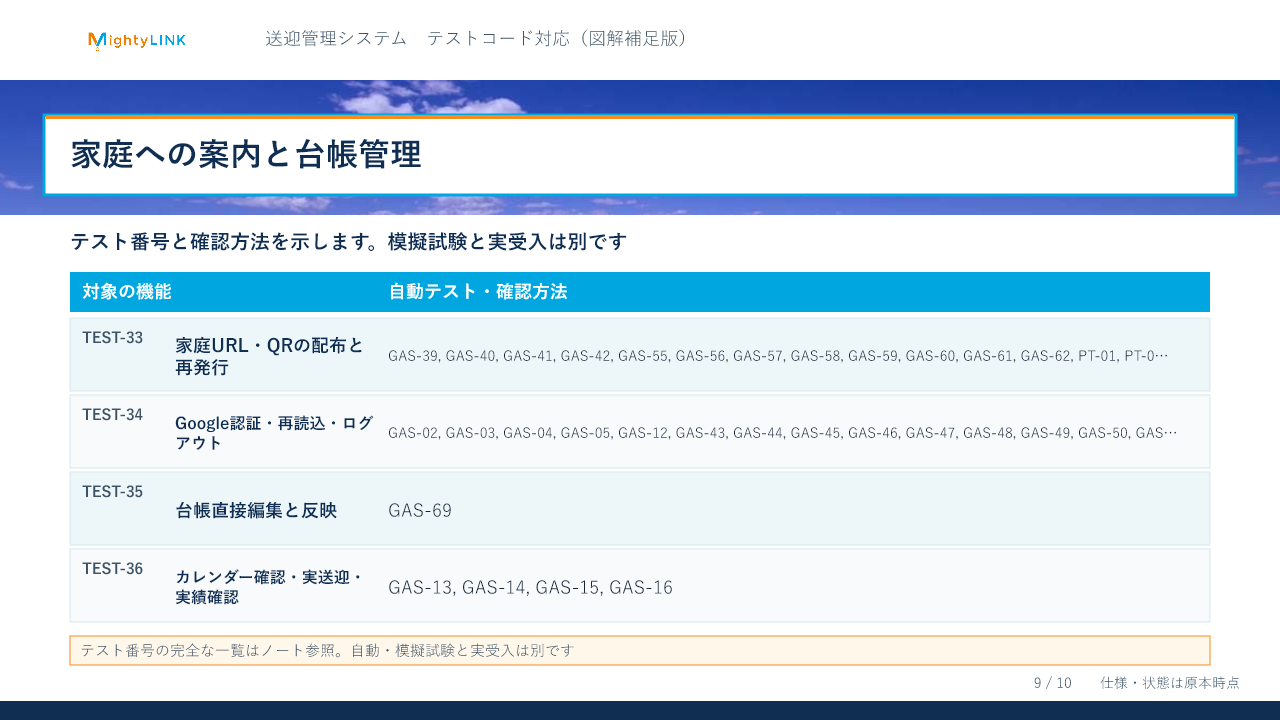 MightyLINK
送迎管理システム　テストコード対応（図解補足版）
家庭への案内と台帳管理
テスト番号と確認方法を示します。模擬試験と実受入は別です
対象の機能
自動テスト・確認方法
TEST-33
家庭URL・QRの配布と
再発行
GAS-39, GAS-40, GAS-41, GAS-42, GAS-55, GAS-56, GAS-57, GAS-58, GAS-59, GAS-60, GAS-61, GAS-62, PT-01, PT-0…
TEST-34
Google認証・再読込・ログ
アウト
GAS-02, GAS-03, GAS-04, GAS-05, GAS-12, GAS-43, GAS-44, GAS-45, GAS-46, GAS-47, GAS-48, GAS-49, GAS-50, GAS…
TEST-35
台帳直接編集と反映
GAS-69
TEST-36
カレンダー確認・実送迎・
実績確認
GAS-13, GAS-14, GAS-15, GAS-16
テスト番号の完全な一覧はノート参照。自動・模擬試験と実受入は別です
9 / 10
仕様・状態は原本時点